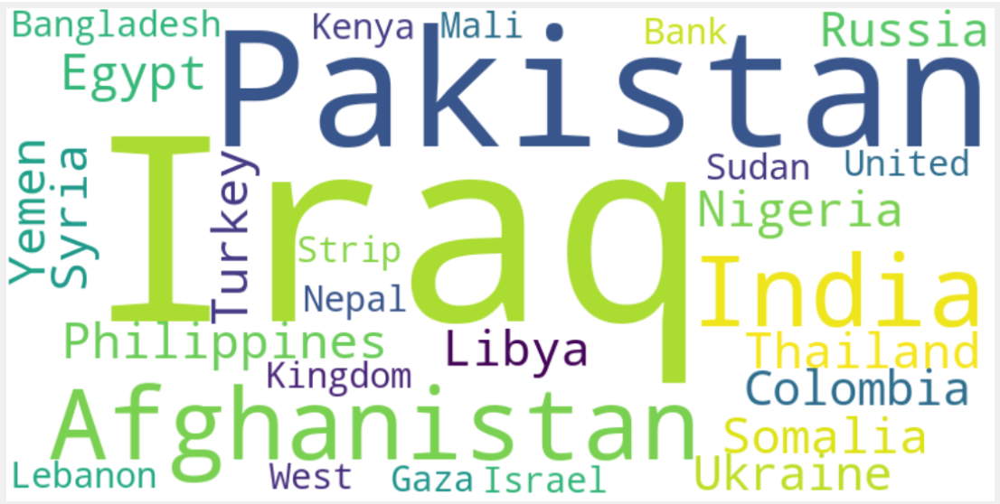 Bangladesh
Kenya
Mali
Bank
Russia
Egypt
Pakistan
Yemen
Syria
Iraq
Turkey
Sudan
United
Nigeria
Strip
Nepal
India
Philippines
Libya
Thailand
Kingdom
Colombia
Afghanistan
Somalia
Lebanon
West
Gaza
Israel
Ukraine